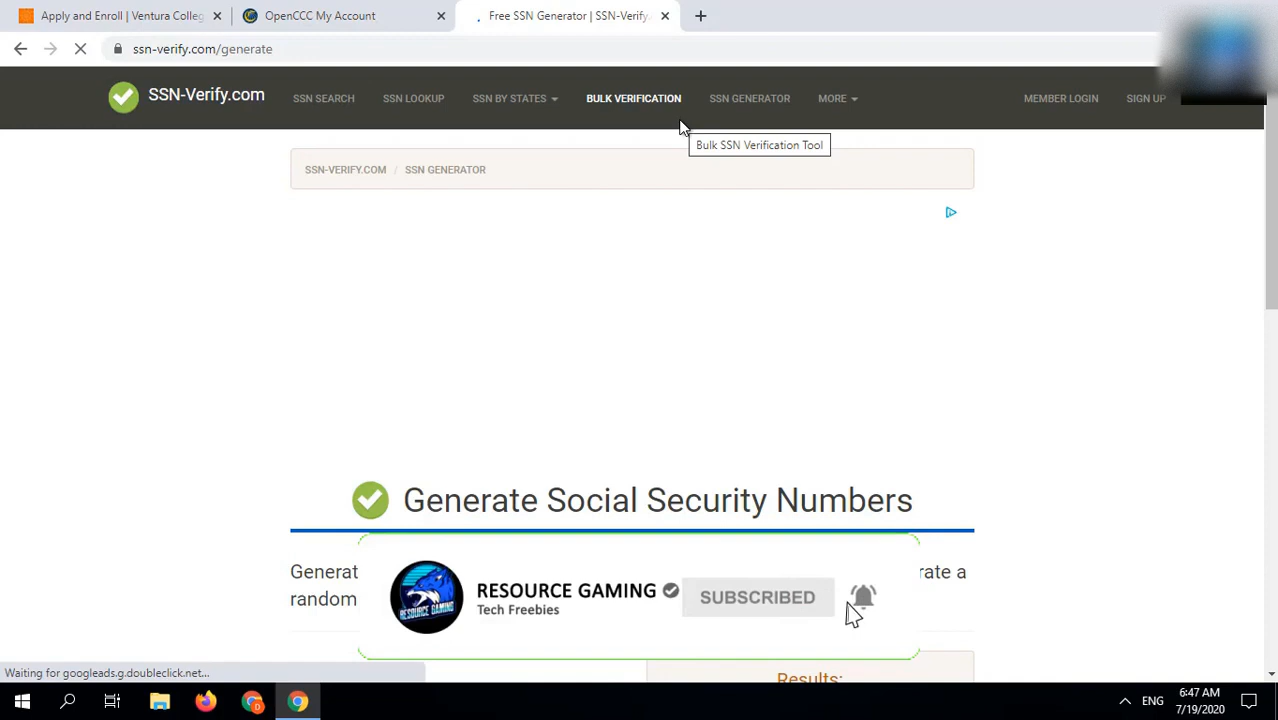 Apply and Enroll | Ventura Colleg
OpenCCC My Account
Free SSN Generator | SSN-Verify.
ssn-verify.com/generate
SSN-Verify.com
SSN SEARCH
SSN LOOKUP
SSN BY STATES
BULK VERIFICATION
SSN GENERATOR
MORE
MEMBER LOGIN
SIGN UP
Bulk SSN Verification Tool
SSN-VERIFY.COM / SSN GENERATOR
Generate Social Security Numbers
Generat
rate a
random
RESOURCE GAMING
Tech Freebies
SUBSCRIBED
RESOURCE GAMING
Results:
Waiting for googleads.g.doubleclick.net...
ENG
6:47 AM
7/19/2020